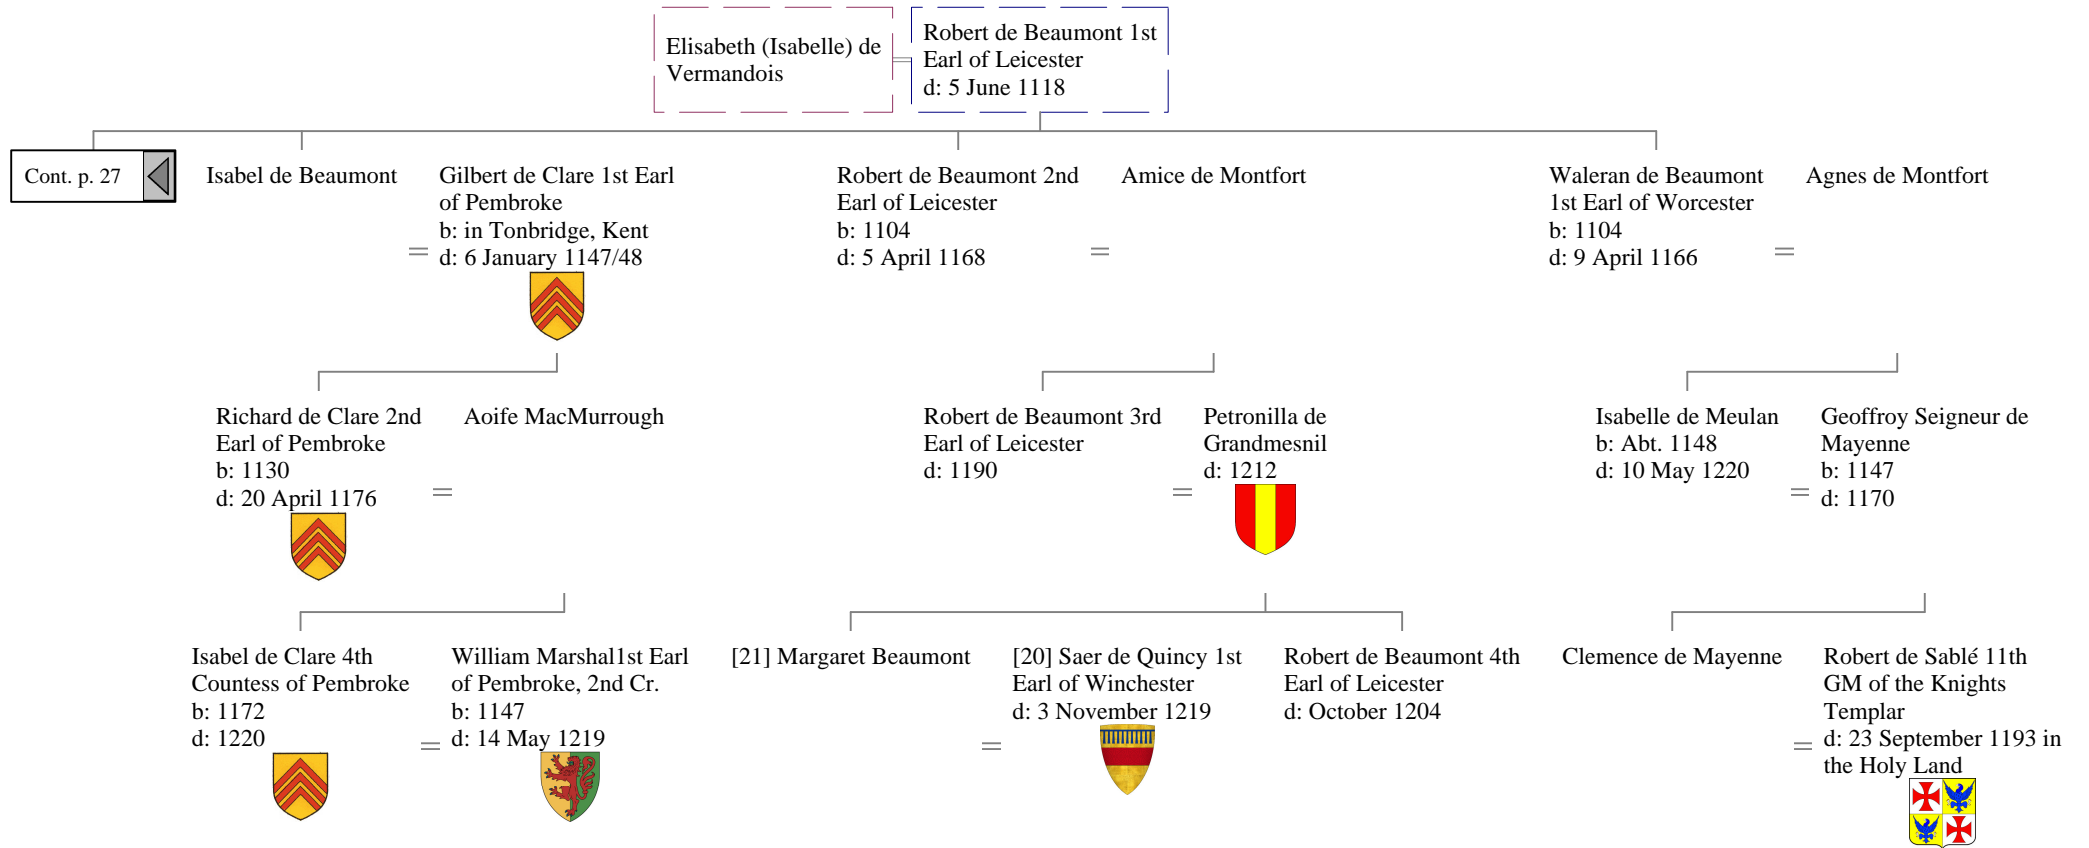 Elisabeth (Isabelle) de
Vermandois
Robert de Beaumont 1st
Earl of Leicester
d: 5 June 1118
Cont. p. 27
Isabel de Beaumont
Gilbert de Clare 1st Earl
of Pembroke
b: in Tonbridge, Kent
d: 6 January 1147/48
=
Robert de Beaumont 2nd
Earl of Leicester
b: 1104
d: 5 April 1168
=
Amice de Montfort
Waleran de Beaumont
1st Earl of Worcester
b: 1104
d: 9 April 1166
=
Agnes de Montfort
Richard de Clare 2nd
Earl of Pembroke
b: 1130
d: 20 April 1176
=
Aoife MacMurrough
Robert de Beaumont 3rd
Earl of Leicester
d: 1190
=
Petronilla de
Grandmesnil
d: 1212
Isabelle de Meulan
b: Abt. 1148
d: 10 May 1220
=
Geoffroy Seigneur de
Mayenne
b: 1147
d: 1170
Isabel de Clare 4th
Countess of Pembroke
b: 1172
d: 1220
=
William Marshal1st Earl
of Pembroke, 2nd Cr.
b: 1147
d: 14 May 1219
[21] Margaret Beaumont
=
[20] Saer de Quincy 1st
Earl of Winchester
d: 3 November 1219
Robert de Beaumont 4th
Earl of Leicester
d: October 1204
Clemence de Mayenne
=
Robert de Sablé 11th
GM of the Knights
Templar
d: 23 September 1193 in
the Holy Land